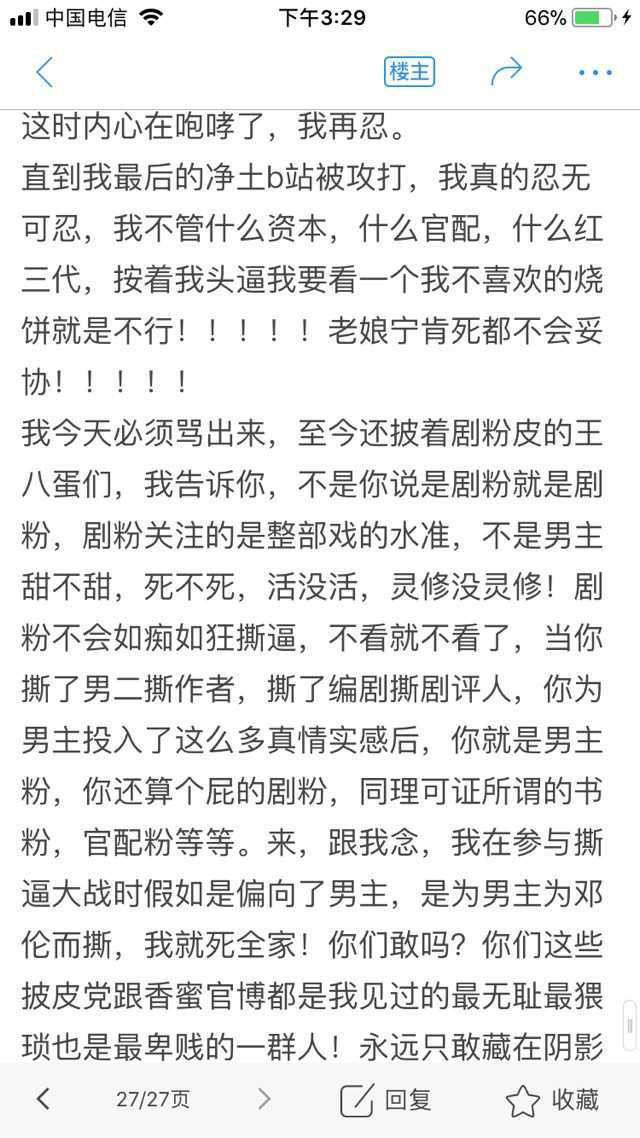 中国电信 下午3:29 66%
楼主
这时内心在咆哮了，我再忍。
直到我最后的净土b站被攻打，我真的忍无
可忍，我不管什么资本，什么官配，什么红
三代，按着我头逼我要看一个我不喜欢的烧
饼就是不行！！！！！老娘宁肯死都不会妥
协！！！！！
我今天必须骂出来，至今还披着剧粉皮的王
八蛋们，我告诉你，不是你说是剧粉就是剧
粉，剧粉关注的是整部戏的水准，不是男主
甜不甜，死不死，活没活，灵修没灵修！剧
粉不会如痴如狂撕逼，不看就不看了，当你
撕了男二撕作者，撕了编剧撕剧评人，你为
男主投入了这么多真情实感后，你就是男主
粉，你还算个屁的剧粉，同理可证所谓的书
粉，官配粉等等。来，跟我念，我在参与撕
逼大战时假如是偏向了男主，是为男主为邓
伦而撕，我就死全家！你们敢吗？你们这些
披皮党跟香蜜官博都是我见过的最无耻最猥
琐也是最卑贱的一群人！永远只敢藏在阴影
27/27页 回复 收藏